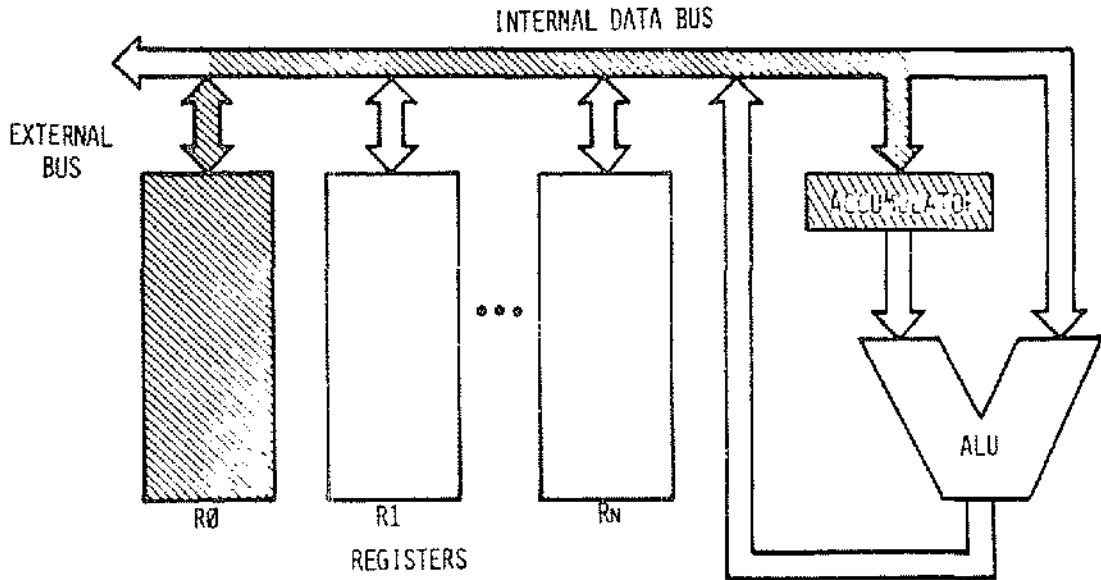 INTERNAL DATA BUS
EXTERNAL
BUS
ACCUMULATOR
ALU
RØ
R1
RN
REGISTERS